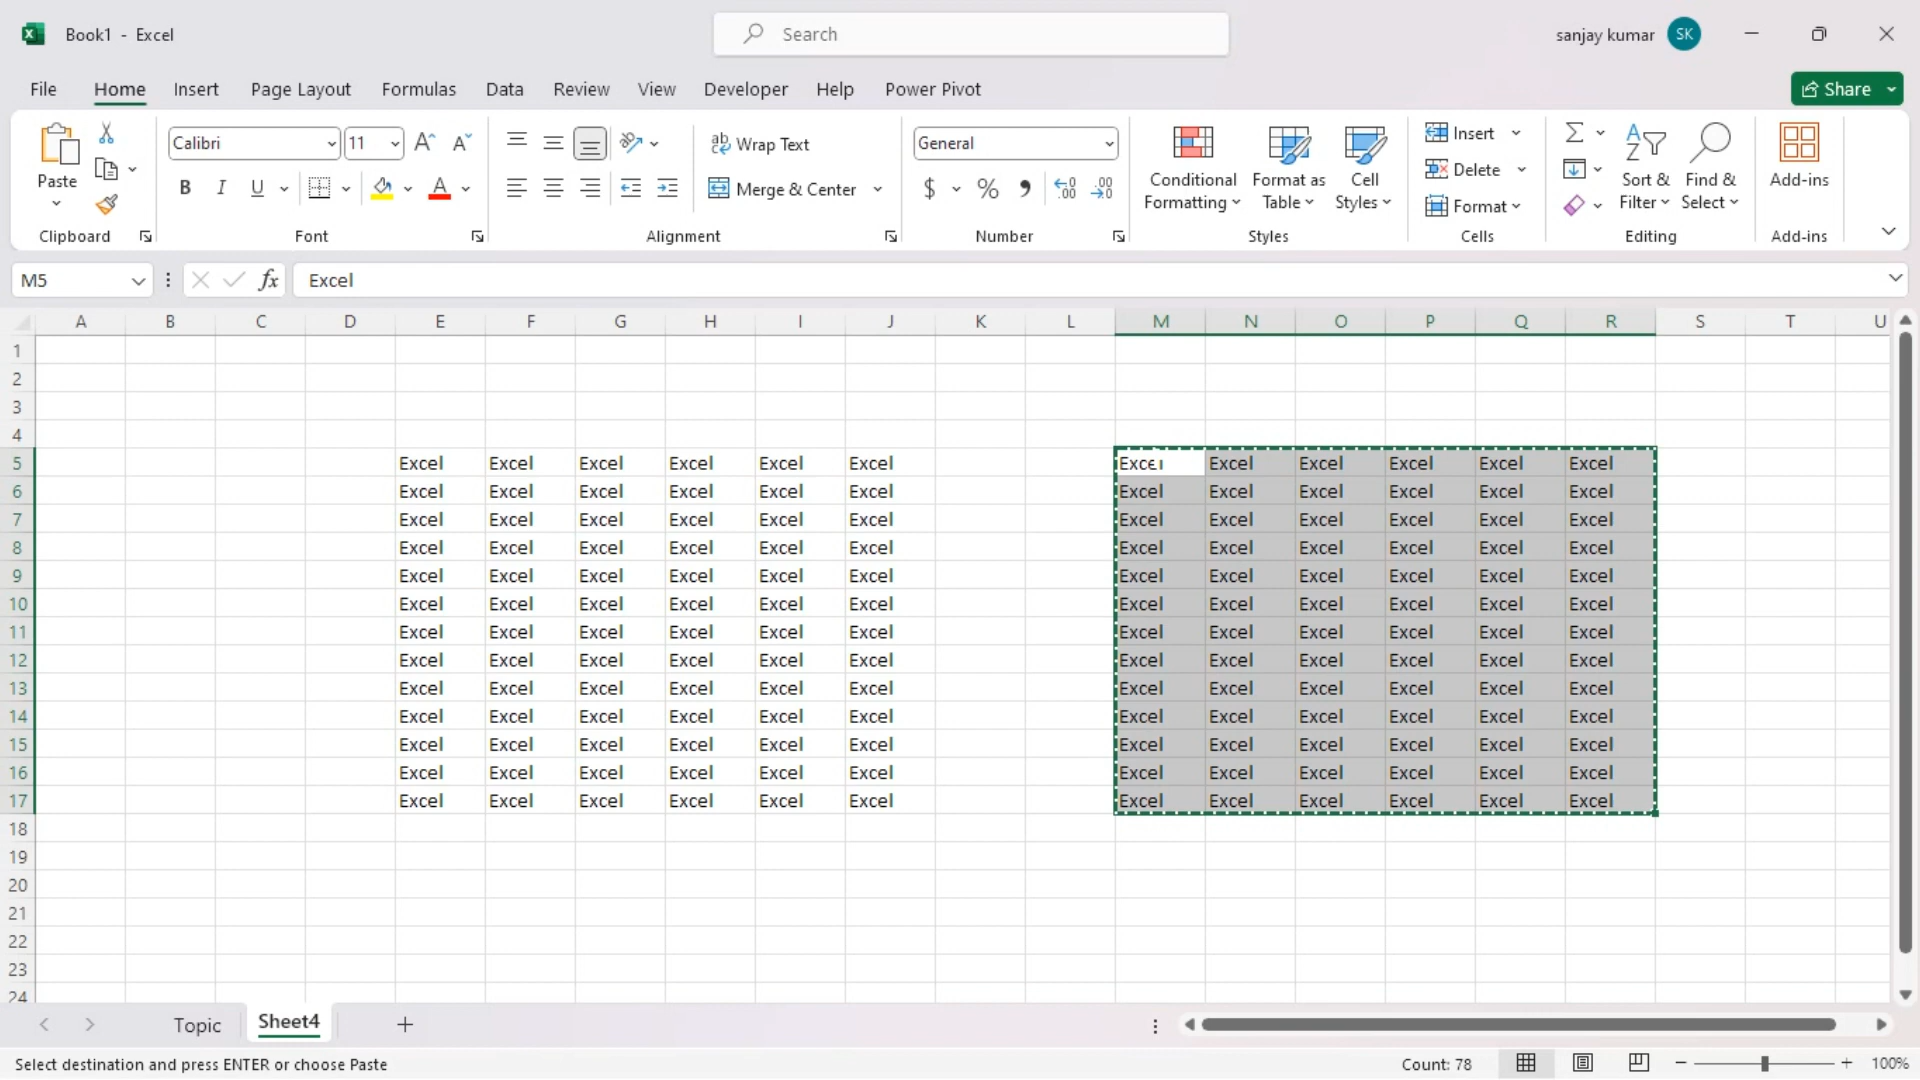 Book1 - Excel
Search
sanjay kumar SK
File Home Insert Page Layout Formulas Data Review View Developer Help Power Pivot Share
Paste
Clipboard
Calibri 11
B I U A
Font
ab Wrap Text
Merge & Center
Alignment
General
$ % 9 .00 .00
Number
Conditional Formatting
Format as Table
Cell Styles
Styles
Insert
Delete
Format
Cells
Sort & Filter
Find & Select
Editing
Add-ins
Add-ins
M5 fx Excel
A B C D E F G H I J K L M N O P Q R S T U
1
2
3
4
5 Excel Excel Excel Excel Excel Excel Excel Excel Excel Excel Excel Excel
6 Excel Excel Excel Excel Excel Excel Excel Excel Excel Excel Excel Excel
7 Excel Excel Excel Excel Excel Excel Excel Excel Excel Excel Excel Excel
8 Excel Excel Excel Excel Excel Excel Excel Excel Excel Excel Excel Excel
9 Excel Excel Excel Excel Excel Excel Excel Excel Excel Excel Excel Excel
10 Excel Excel Excel Excel Excel Excel Excel Excel Excel Excel Excel Excel
11 Excel Excel Excel Excel Excel Excel Excel Excel Excel Excel Excel Excel
12 Excel Excel Excel Excel Excel Excel Excel Excel Excel Excel Excel Excel
13 Excel Excel Excel Excel Excel Excel Excel Excel Excel Excel Excel Excel
14 Excel Excel Excel Excel Excel Excel Excel Excel Excel Excel Excel Excel
15 Excel Excel Excel Excel Excel Excel Excel Excel Excel Excel Excel Excel
16 Excel Excel Excel Excel Excel Excel Excel Excel Excel Excel Excel Excel
17 Excel Excel Excel Excel Excel Excel Excel Excel Excel Excel Excel Excel
18
19
20
21
22
23
24
Topic Sheet4
Select destination and press ENTER or choose Paste Count: 78 100%